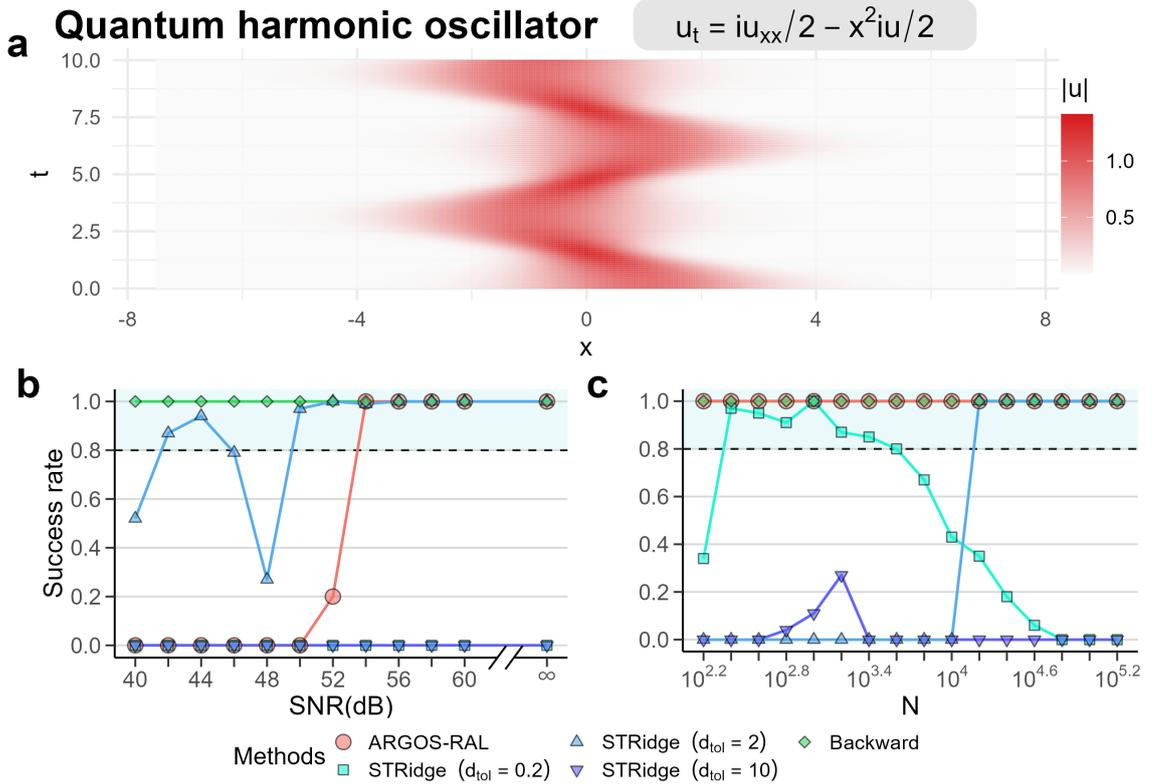 Quantum harmonic oscillator
uₜ = iuₓₓ/2 − x²iu/2
a
10.0
7.5
5.0
2.5
0.0
t
-8 -4 0 4 8
x
|u|
1.0
0.5
b
1.0
0.8
0.6
0.4
0.2
0.0
Success rate
40 44 48 52 56 60 ∞
SNR(dB)
c
1.0
0.8
0.6
0.4
0.2
0.0
10^2.2 10^2.8 10^3.4 10^4 10^4.6 10^5.2
N
Methods
ARGOS-RAL
STRidge (d_tol = 0.2)
STRidge (d_tol = 2)
STRidge (d_tol = 10)
Backward